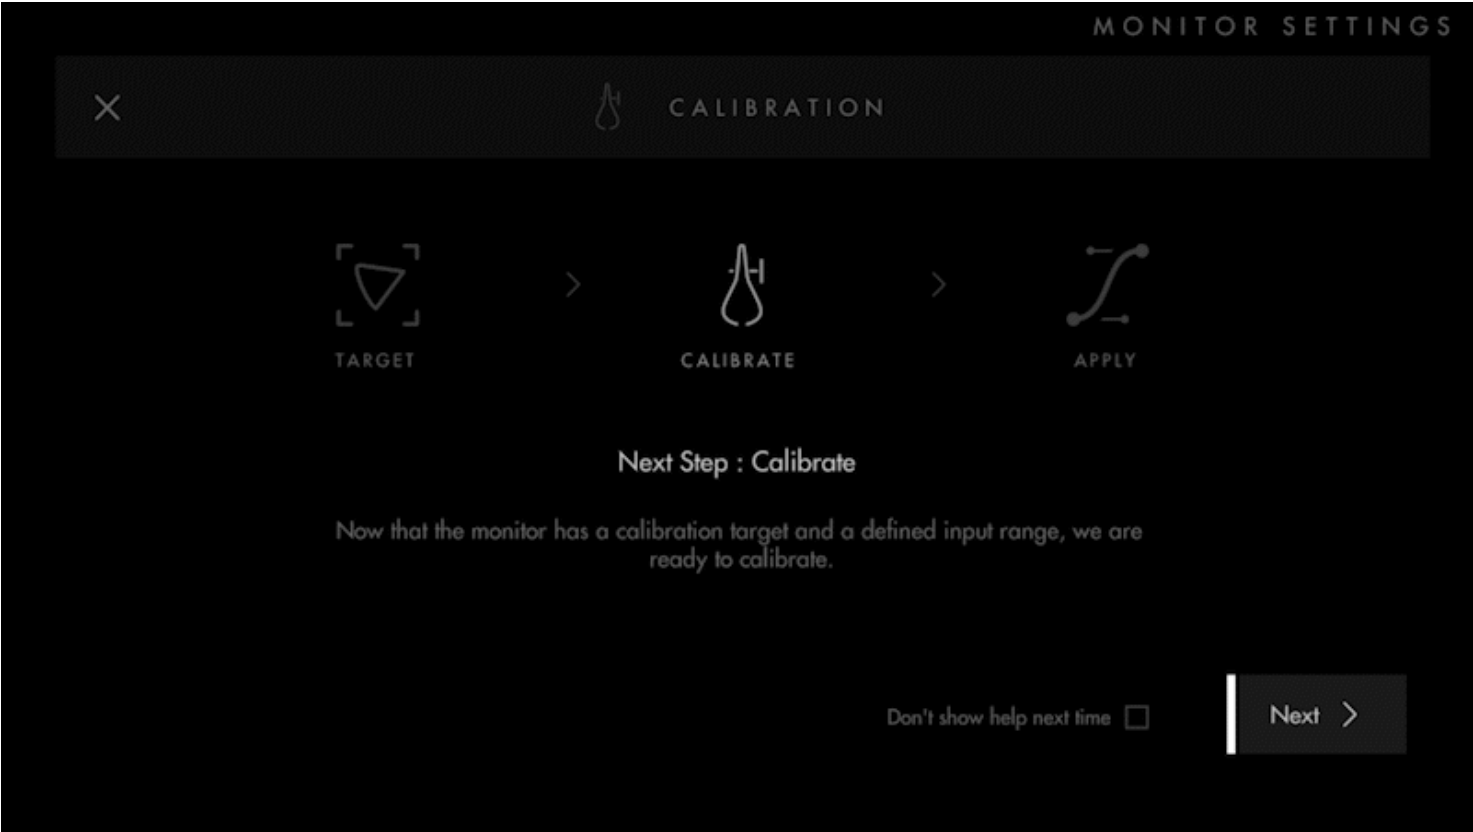 MONITOR SETTINGS
CALIBRATION
TARGET
CALIBRATE
APPLY
Next Step : Calibrate
Now that the monitor has a calibration target and a defined input range, we are
ready to calibrate.
Don't show help next time
Next